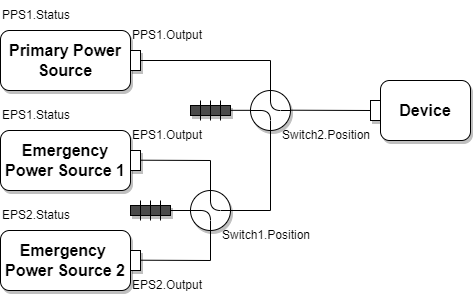 PPS1.Status
PPS1.Output
Primary Power
Source
EPS1.Status
Device
EPS1.Output
Switch2.Position
Emergency
Power Source 1
EPS2.Status
Switch1.Position
Emergency
Power Source 2
EPS2.Output